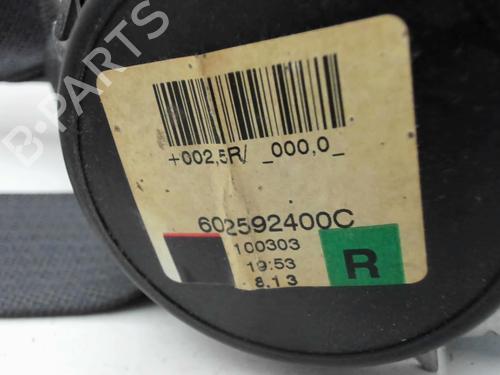 B-PARTS
+002,5R/ _000,0_
602592400C
100303
19:53
8.13
R